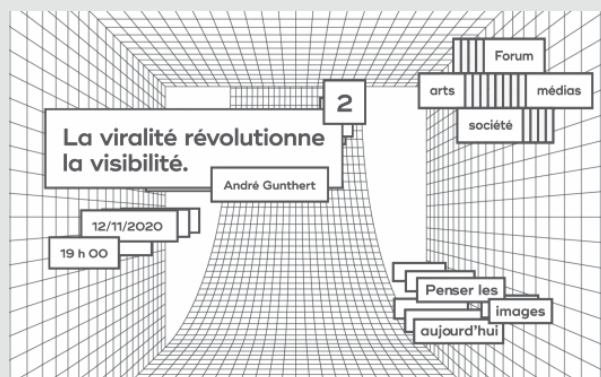 2
La viralité révolutionne
la visibilité.
André Gunthert
12/11/2020
19 h 00
Forum
arts médias
société
Penser les
images
aujourd'hui